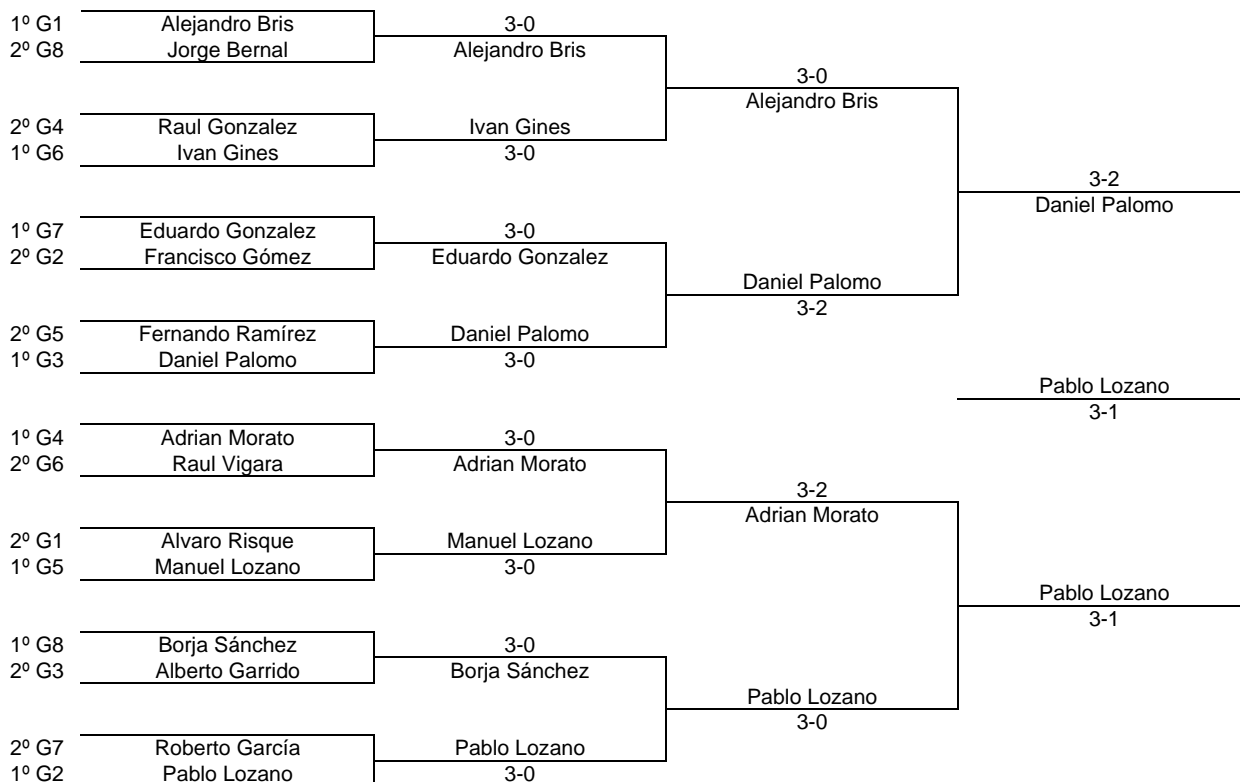 1º G1 Alejandro Bris 3-0
2º G8 Jorge Bernal Alejandro Bris
3-0
Alejandro Bris
2º G4 Raul Gonzalez Ivan Gines
1º G6 Ivan Gines 3-0
3-2
Daniel Palomo
1º G7 Eduardo Gonzalez 3-0
2º G2 Francisco Gómez Eduardo Gonzalez
Daniel Palomo
3-2
2º G5 Fernando Ramírez Daniel Palomo
1º G3 Daniel Palomo 3-0
Pablo Lozano
3-1
1º G4 Adrian Morato 3-0
2º G6 Raul Vigara Adrian Morato
3-2
Adrian Morato
2º G1 Alvaro Risque Manuel Lozano
1º G5 Manuel Lozano 3-0
Pablo Lozano
3-1
1º G8 Borja Sánchez 3-0
2º G3 Alberto Garrido Borja Sánchez
Pablo Lozano
3-0
2º G7 Roberto García Pablo Lozano
1º G2 Pablo Lozano 3-0